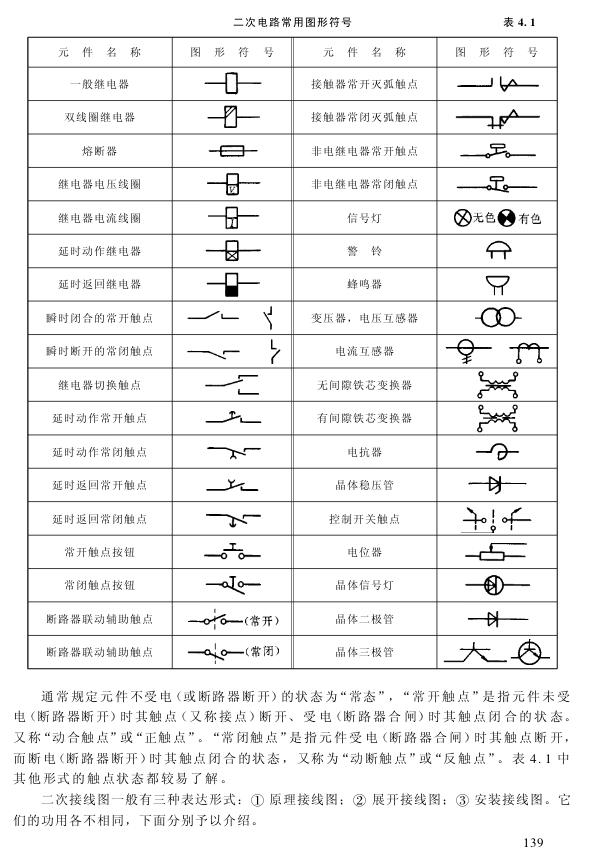 二次电路常用图形符号 表 4.1
元件名称 图形符号 元件名称 图形符号
一般继电器 接触器常开灭弧触点
双线圈继电器 接触器常闭灭弧触点
熔断器 非电继电器常开触点
继电器电压线圈 V 非电继电器常闭触点
继电器电流线圈 I 信号灯 无色 有色
延时动作继电器 警铃
延时返回继电器 蜂鸣器
瞬时闭合的常开触点 变压器，电压互感器
瞬时断开的常闭触点 电流互感器
继电器切换触点 无间隙铁芯变换器
延时动作常开触点 有间隙铁芯变换器
延时动作常闭触点 电抗器
延时返回常开触点 晶体稳压管
延时返回常闭触点 控制开关触点
常开触点按钮 电位器
常闭触点按钮 晶体信号灯
断路器联动辅助触点 (常开) 晶体二极管
断路器联动辅助触点 (常闭) 晶体三极管
通常规定元件不受电(或断路器断开)的状态为“常态”，“常开触点”是指元件未受
电(断路器断开)时其触点(又称接点)断开、受电(断路器合闸)时其触点闭合的状态。
又称“动合触点”或“正触点”。“常闭触点”是指元件受电(断路器合闸)时其触点断开，
而断电(断路器断开)时其触点闭合的状态，又称为“动断触点”或“反触点”。表 4.1 中
其他形式的触点状态都较易了解。
二次接线图一般有三种表达形式：① 原理接线图；② 展开接线图；③ 安装接线图。它
们的功用各不相同，下面分别予以介绍。
139